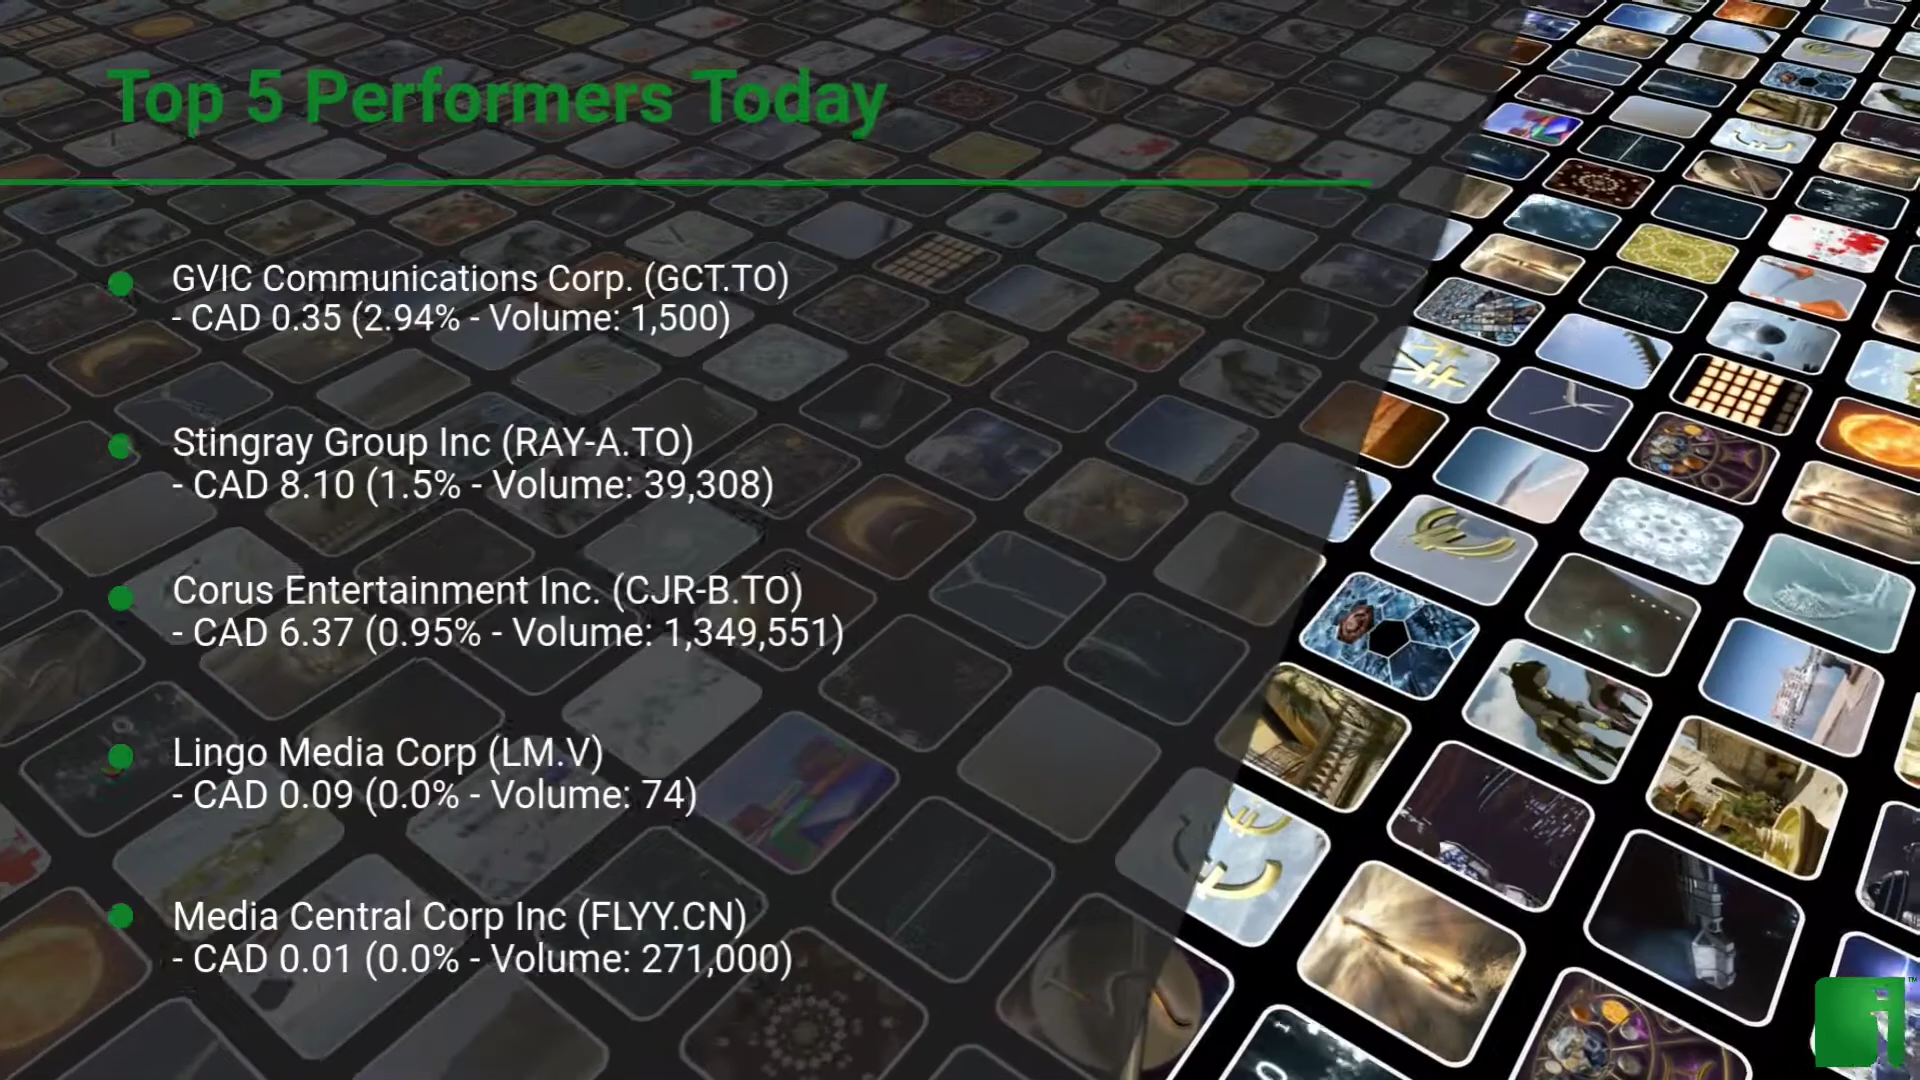 Top 5 Performers Today
GVIC Communications Corp. (GCT.TO)
- CAD 0.35 (2.94% - Volume: 1,500)
Stingray Group Inc (RAY-A.TO)
- CAD 8.10 (1.5% - Volume: 39,308)
Corus Entertainment Inc. (CJR-B.TO)
- CAD 6.37 (0.95% - Volume: 1,349,551)
Lingo Media Corp (LM.V)
- CAD 0.09 (0.0% - Volume: 74)
Media Central Corp Inc (FLYY.CN)
- CAD 0.01 (0.0% - Volume: 271,000)
i
™